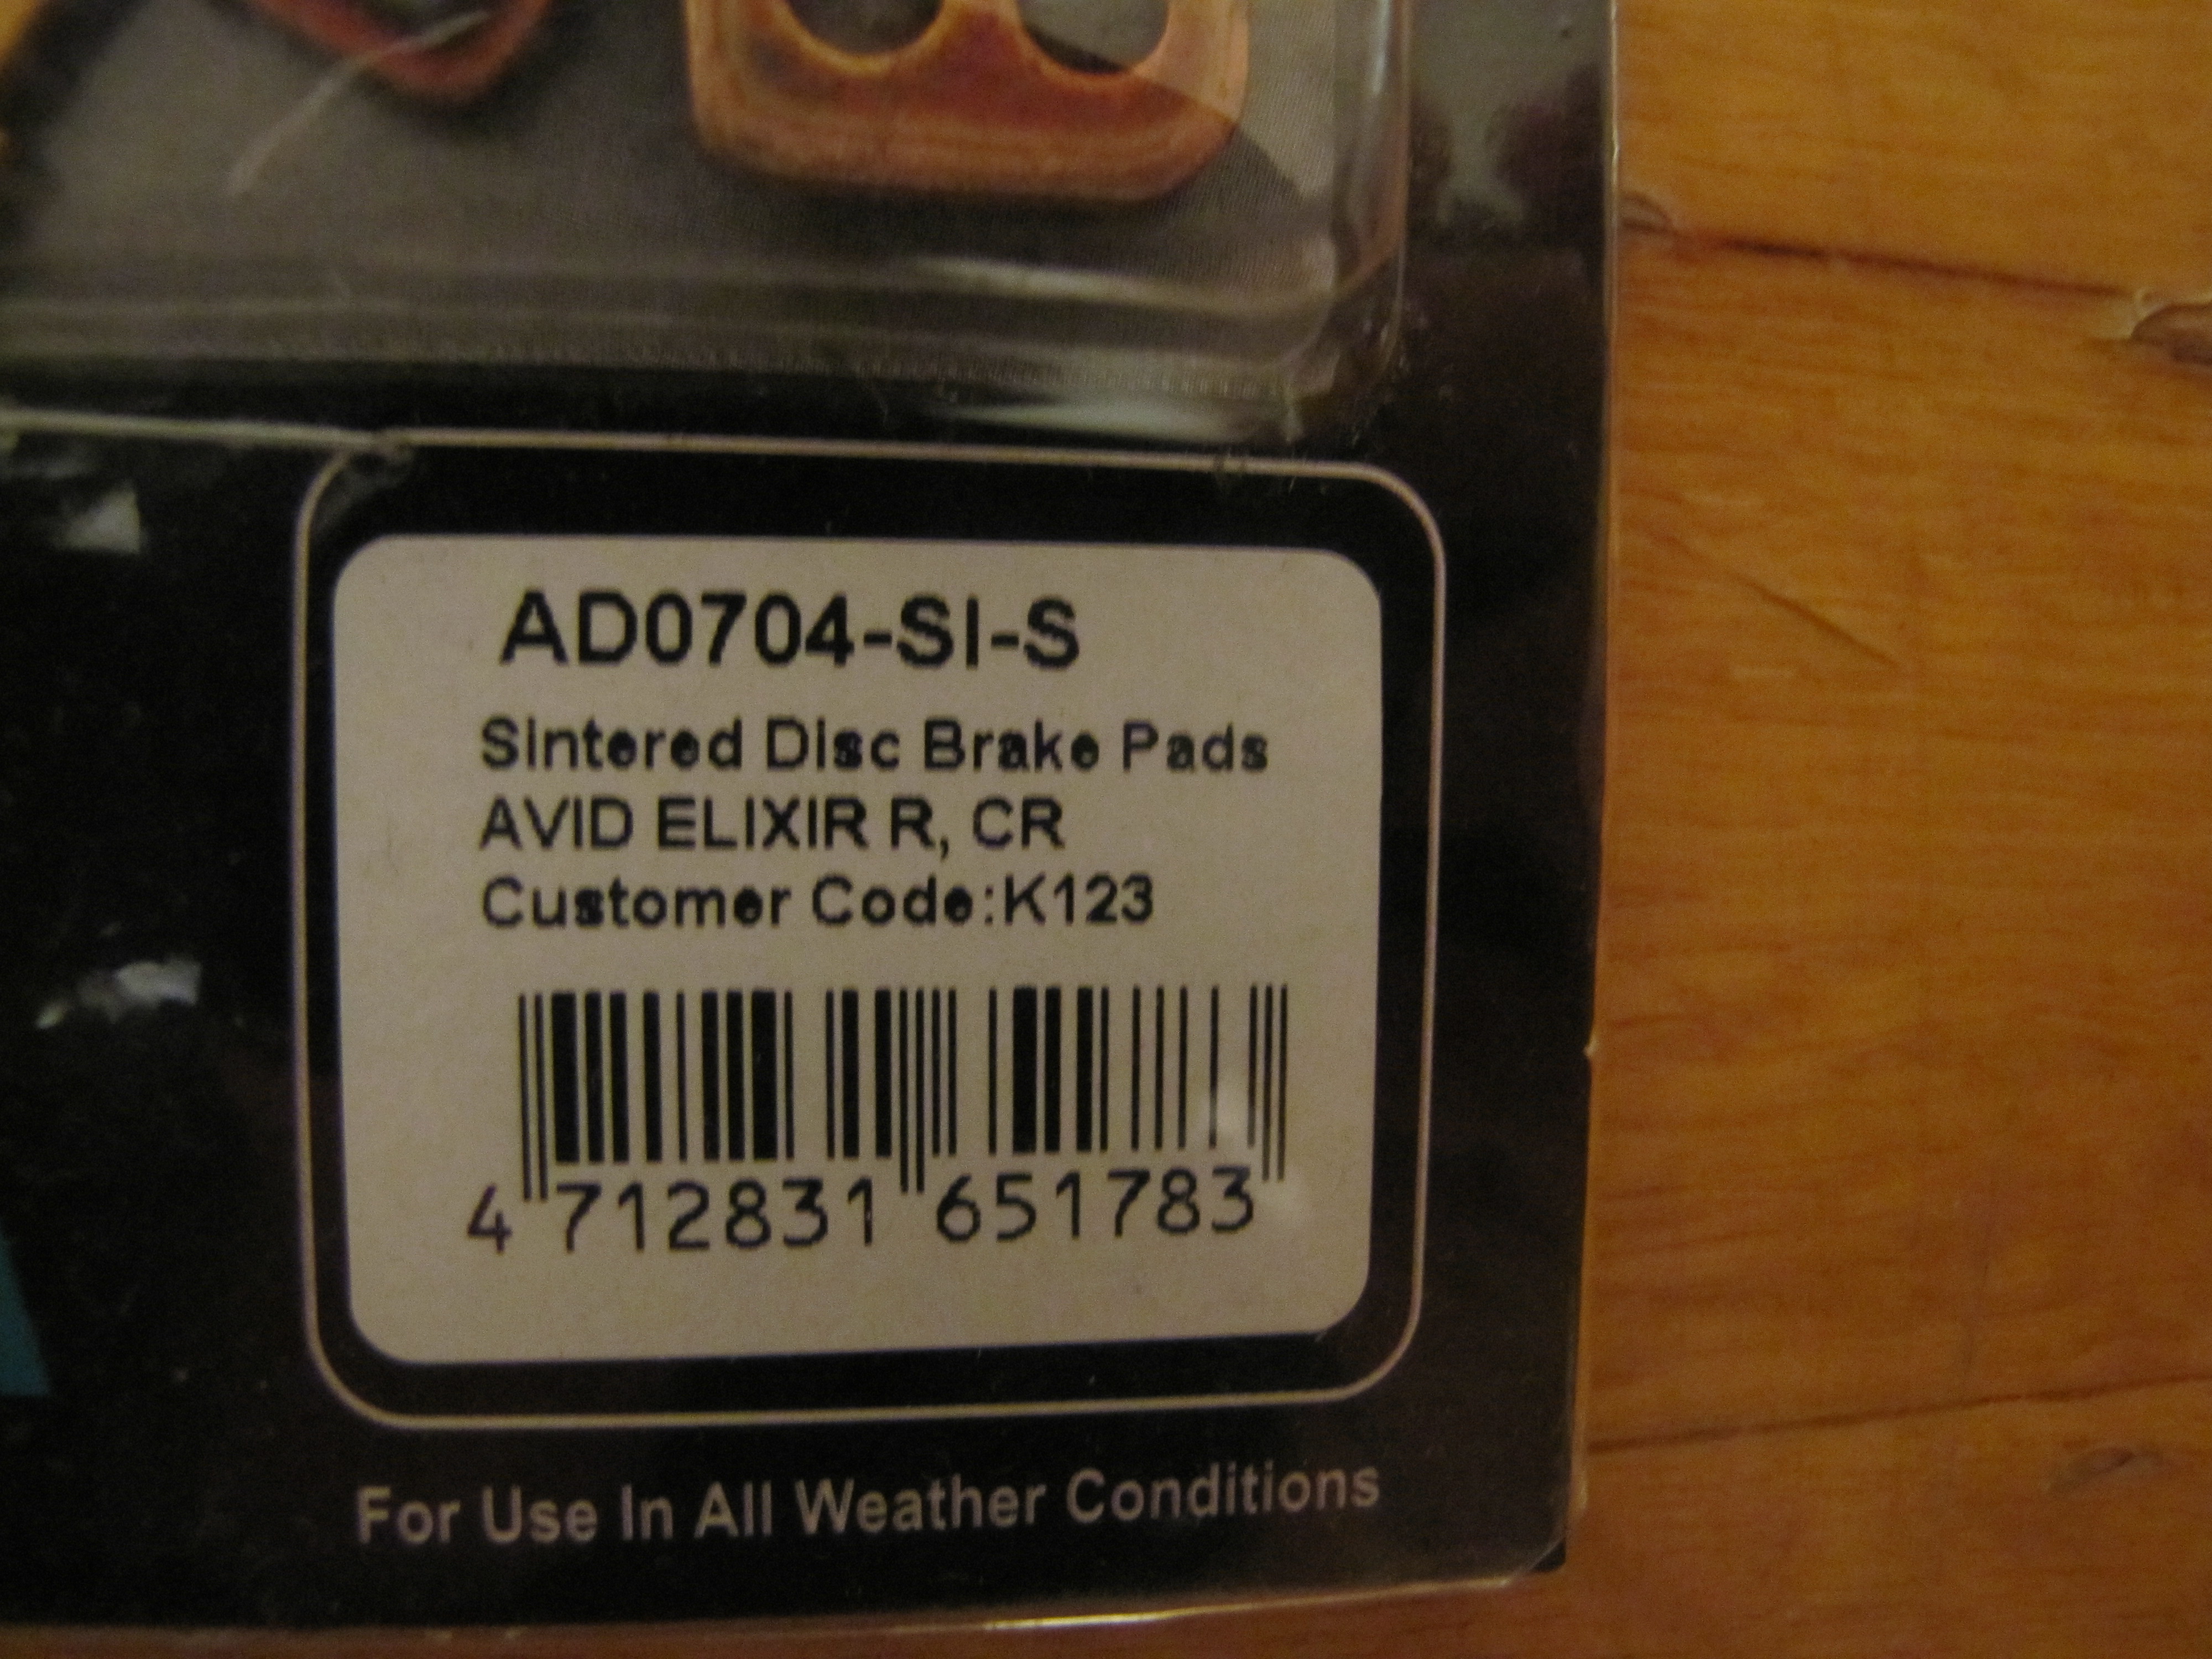 AD0704-SI-S
Sintered Disc Brake Pads
AVID ELIXIR R, CR
Customer Code:K123
4 712831 651783
For Use In All Weather Conditions